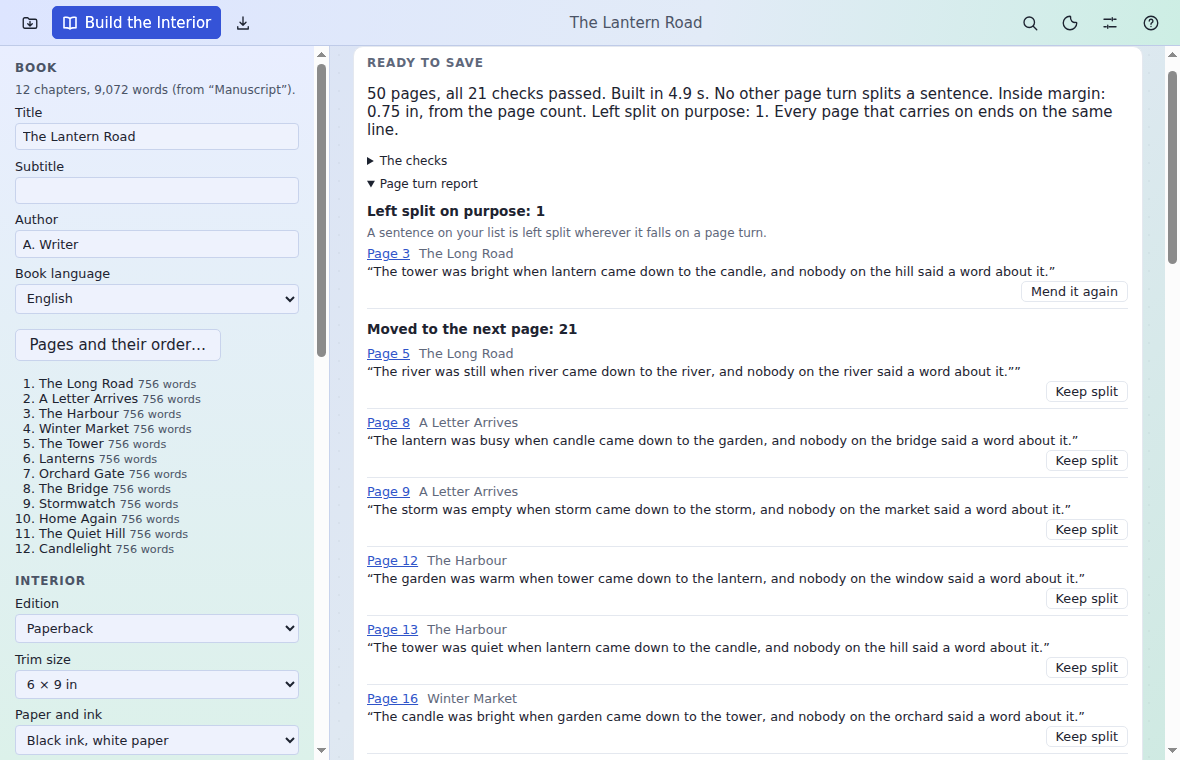 Build the Interior
The Lantern Road
BOOK
12 chapters, 9,072 words (from “Manuscript”).
Title
The Lantern Road
Subtitle
Author
A. Writer
Book language
English
Pages and their order…
1. The Long Road 756 words
2. A Letter Arrives 756 words
3. The Harbour 756 words
4. Winter Market 756 words
5. The Tower 756 words
6. Lanterns 756 words
7. Orchard Gate 756 words
8. The Bridge 756 words
9. Stormwatch 756 words
10. Home Again 756 words
11. The Quiet Hill 756 words
12. Candlelight 756 words
INTERIOR
Edition
Paperback
Trim size
6 × 9 in
Paper and ink
Black ink, white paper
READY TO SAVE
50 pages, all 21 checks passed. Built in 4.9 s. No other page turn splits a sentence. Inside margin:
0.75 in, from the page count. Left split on purpose: 1. Every page that carries on ends on the same
line.
The checks
Page turn report
Left split on purpose: 1
A sentence on your list is left split wherever it falls on a page turn.
Page 3 The Long Road
“The tower was bright when lantern came down to the candle, and nobody on the hill said a word about it.”
Mend it again
Moved to the next page: 21
Page 5 The Long Road
“The river was still when river came down to the river, and nobody on the river said a word about it.””
Keep split
Page 8 A Letter Arrives
“The lantern was busy when candle came down to the garden, and nobody on the bridge said a word about it.”
Keep split
Page 9 A Letter Arrives
“The storm was empty when storm came down to the storm, and nobody on the market said a word about it.”
Keep split
Page 12 The Harbour
“The garden was warm when tower came down to the lantern, and nobody on the window said a word about it.”
Keep split
Page 13 The Harbour
“The tower was quiet when lantern came down to the candle, and nobody on the hill said a word about it.”
Keep split
Page 16 Winter Market
“The candle was bright when garden came down to the tower, and nobody on the orchard said a word about it.”
Keep split